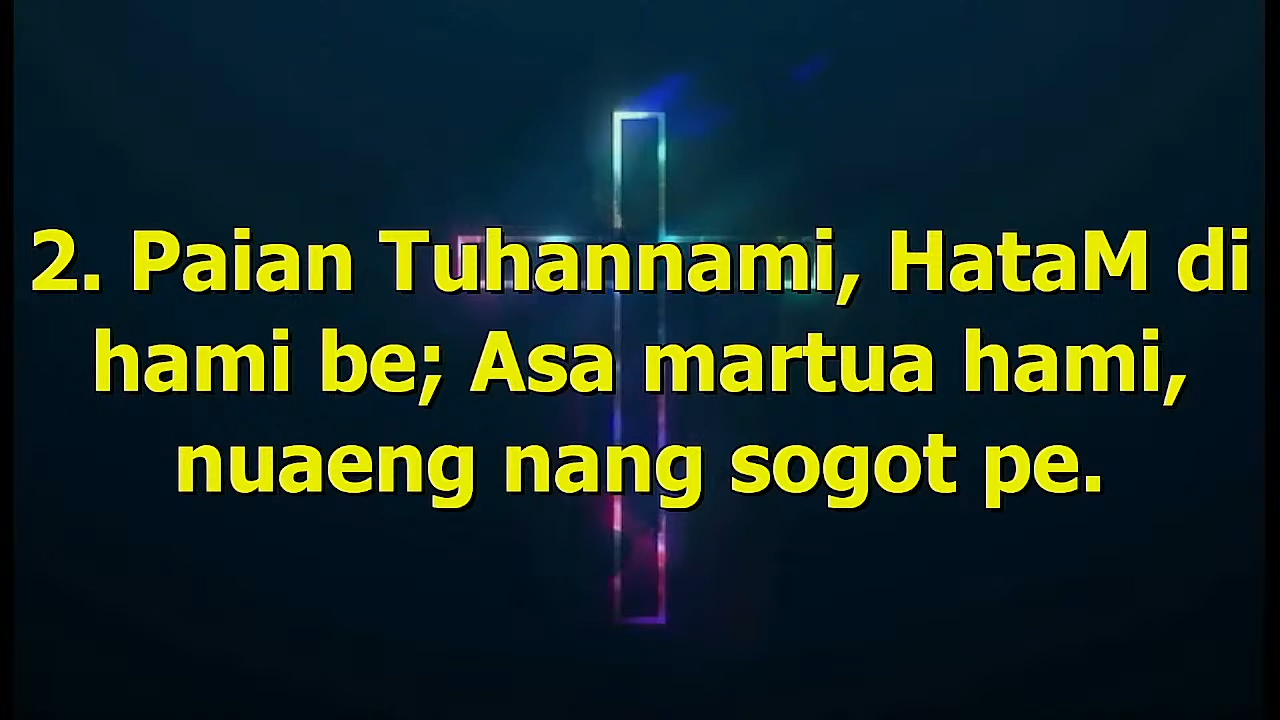 2. Paian Tuhannami, HataM di
hami be; Asa martua hami,
nuaeng nang sogot pe.